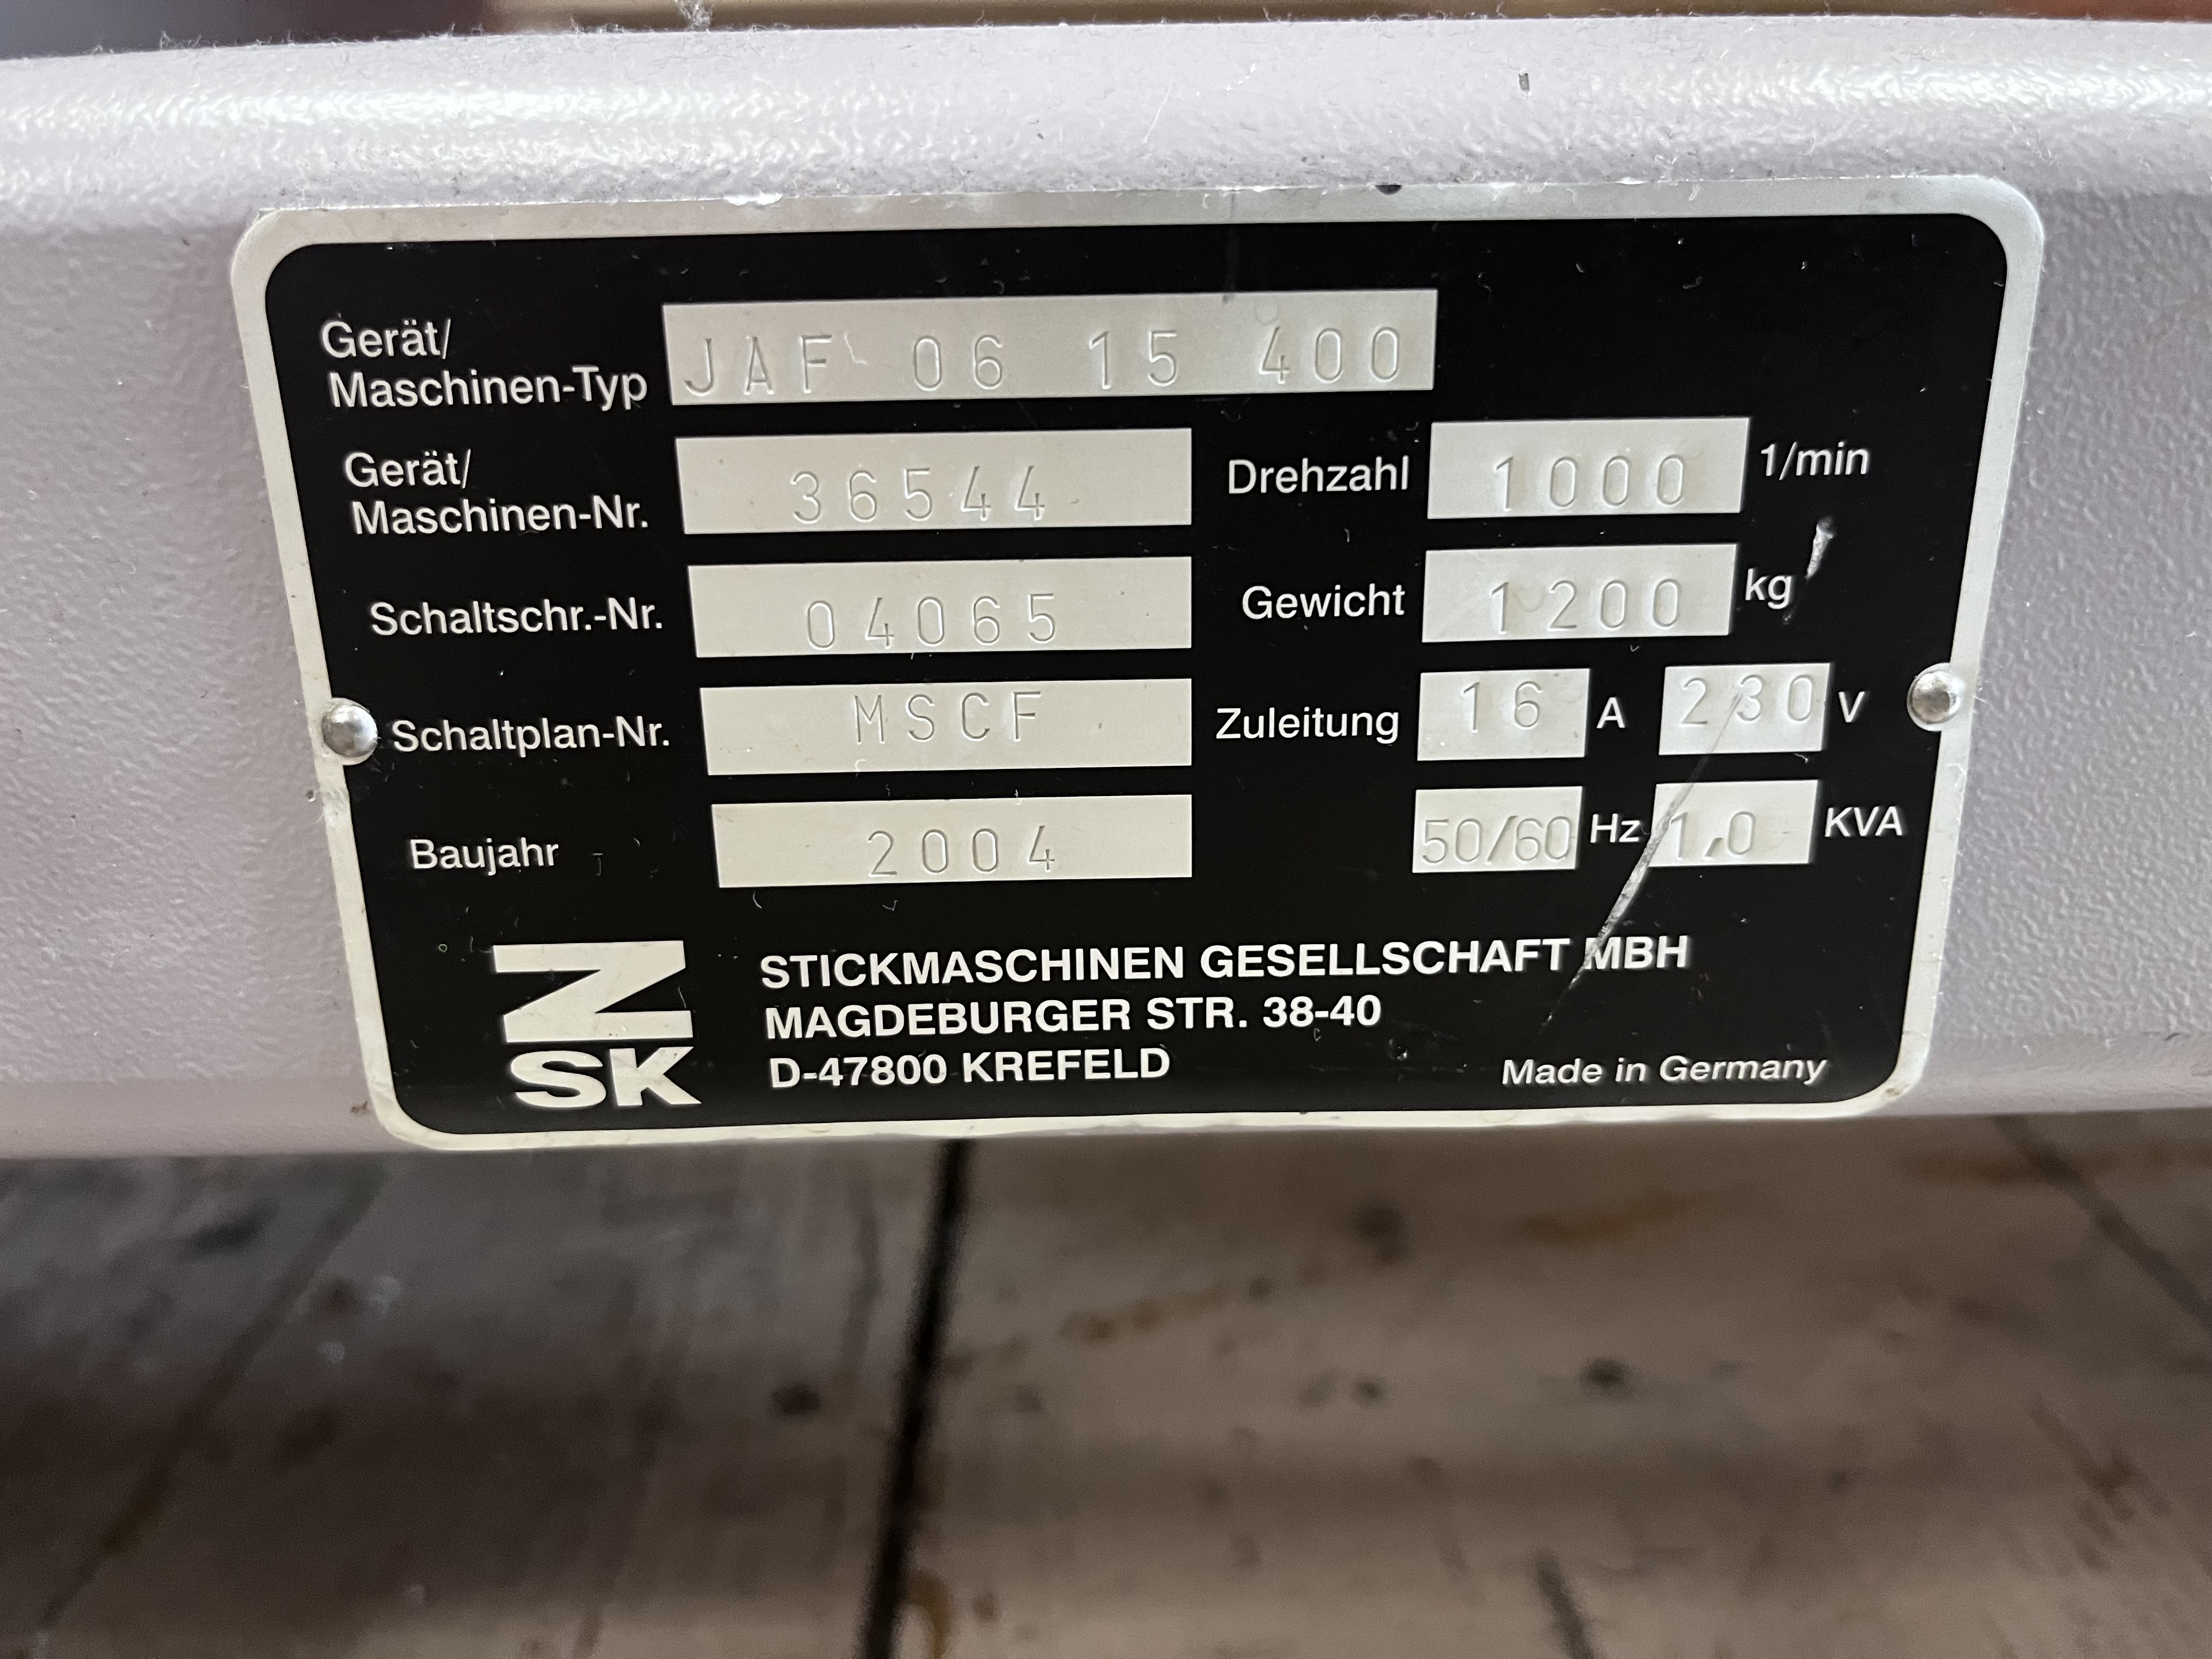 Gerät/
Maschinen-Typ JAF 06 15 400
Gerät/
Maschinen-Nr. 36544 Drehzahl 1000 1/min
Schaltschr.-Nr. 04065 Gewicht 1200 kg
Schaltplan-Nr. MSCF Zuleitung 16 A 230 V
Baujahr 2004 50/60 Hz 1,0 KVA
ZSK
STICKMASCHINEN GESELLSCHAFT MBH
MAGDEBURGER STR. 38-40
D-47800 KREFELD
Made in Germany